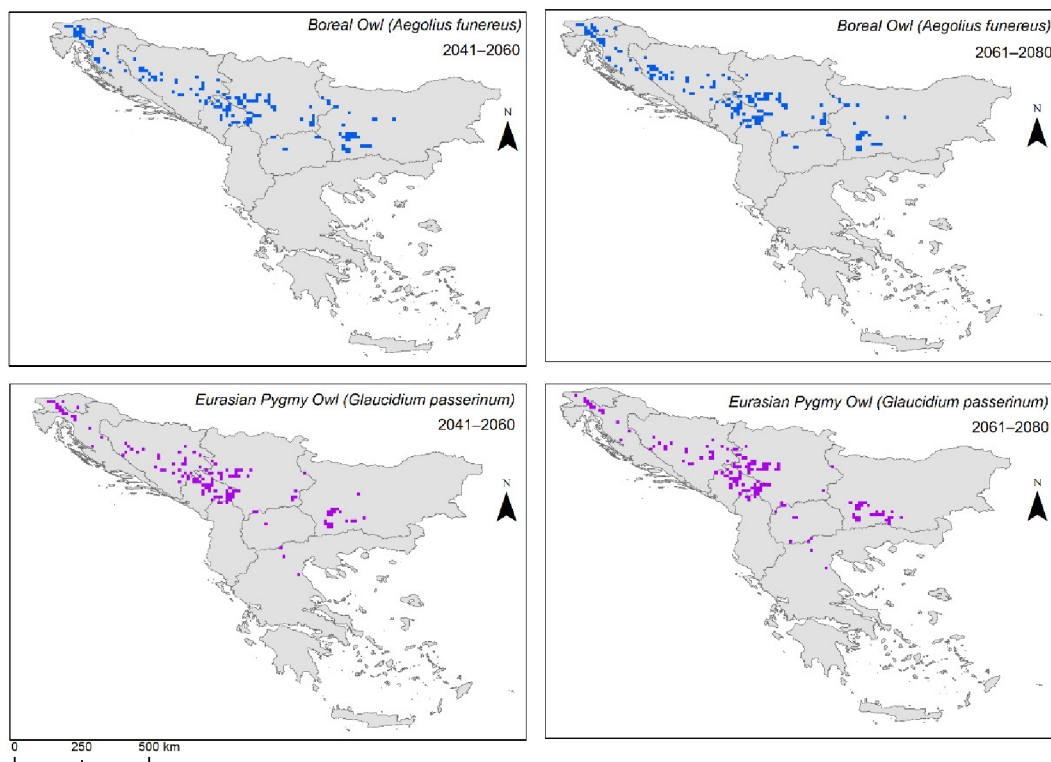 Boreal Owl (Aegolius funereus)
2041–2060
N
Boreal Owl (Aegolius funereus)
2061–2080
N
Eurasian Pygmy Owl (Glaucidium passerinum)
2041–2060
N
Eurasian Pygmy Owl (Glaucidium passerinum)
2061–2080
N
0 250 500 km